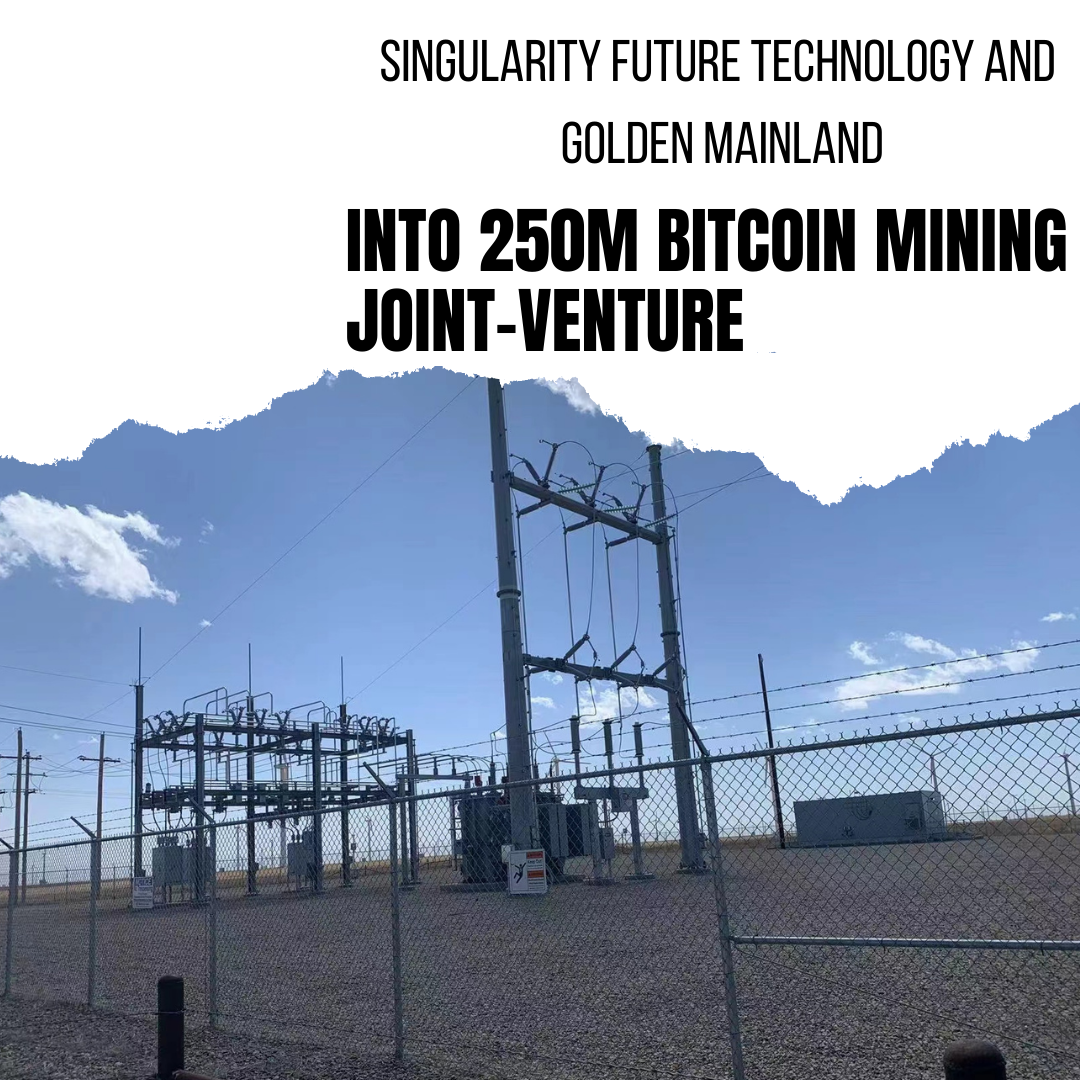 SINGULARITY FUTURE TECHNOLOGY AND
GOLDEN MAINLAND
INTO 250M BITCOIN MINING
JOINT-VENTURE